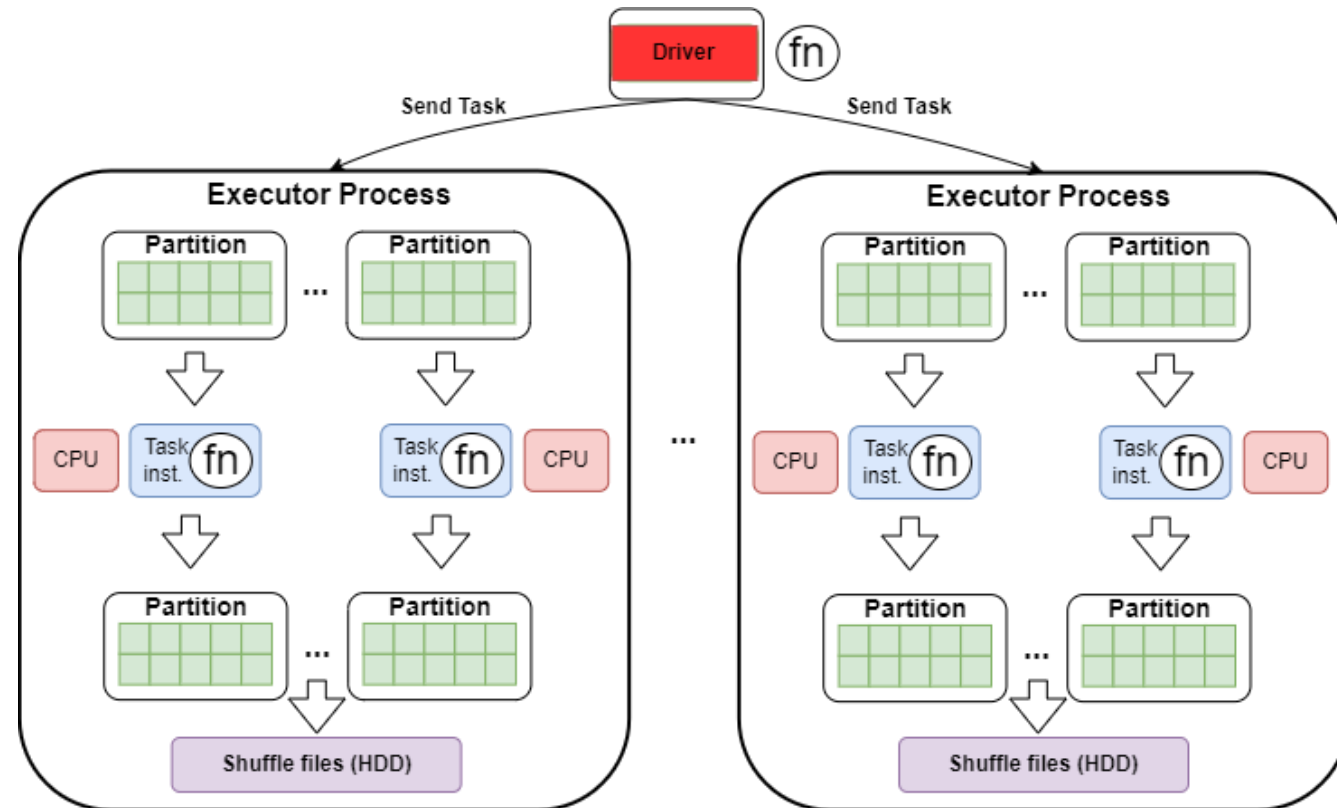 Driver
fn
Send Task
Send Task
Executor Process
Partition
...
Partition
CPU
Task
inst.
fn
Task
inst.
fn
CPU
Partition
...
Partition
Shuffle files (HDD)
...
Executor Process
Partition
...
Partition
CPU
Task
inst.
fn
Task
inst.
fn
CPU
Partition
...
Partition
Shuffle files (HDD)